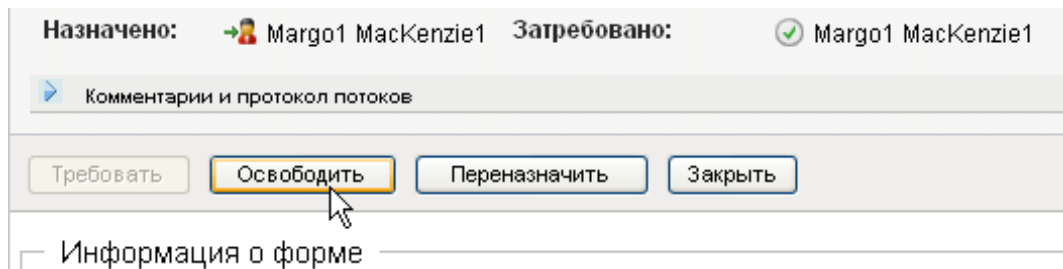 Назначено: Margo1 MacKenzie1 Затребовано: Margo1 MacKenzie1
Комментарии и протокол потоков
Требовать Освободить Переназначить Закрыть
Информация о форме